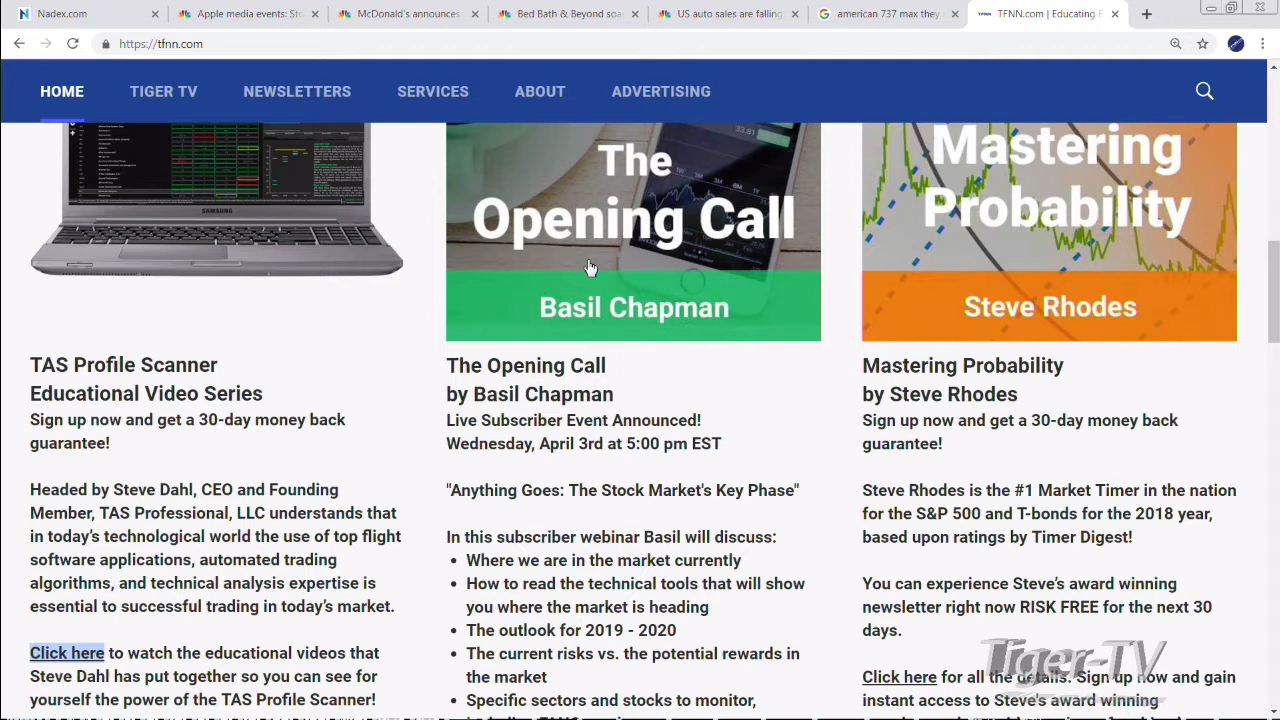 Nadex.com
Apple media events: Sto
McDonald's announces
Bed Bath & Beyond soa
US auto sales are falling
american 737 max they
TFNN.com | Educating F
https://tfnn.com
HOME
TIGER TV
NEWSLETTERS
SERVICES
ABOUT
ADVERTISING
SAMSUNG
The
Opening Call
Basil Chapman
Mastering
Probability
Steve Rhodes
TAS Profile Scanner
Educational Video Series
Sign up now and get a 30-day money back
guarantee!
Headed by Steve Dahl, CEO and Founding
Member, TAS Professional, LLC understands that
in today's technological world the use of top flight
software applications, automated trading
algorithms, and technical analysis expertise is
essential to successful trading in today's market.
Click here to watch the educational videos that
Steve Dahl has put together so you can see for
yourself the power of the TAS Profile Scanner!
The Opening Call
by Basil Chapman
Live Subscriber Event Announced!
Wednesday, April 3rd at 5:00 pm EST
"Anything Goes: The Stock Market's Key Phase"
In this subscriber webinar Basil will discuss:
• Where we are in the market currently
• How to read the technical tools that will show
you where the market is heading
• The outlook for 2019 - 2020
• The current risks vs. the potential rewards in
the market
• Specific sectors and stocks to monitor,
Mastering Probability
by Steve Rhodes
Sign up now and get a 30-day money back
guarantee!
Steve Rhodes is the #1 Market Timer in the nation
for the S&P 500 and T-bonds for the 2018 year,
based upon ratings by Timer Digest!
You can experience Steve's award winning
newsletter right now RISK FREE for the next 30
days.
Click here for all the details. Sign up now and gain
instant access to Steve's award winning
Tiger-TV